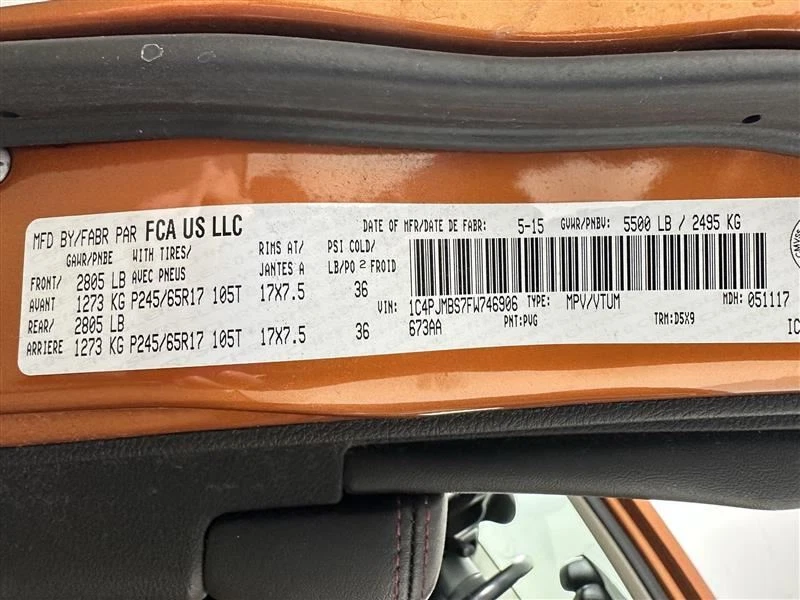 MFD BY/FABR PAR FCA US LLC DATE OF MFR/DATE DE FABR: 5-15 GVWR/PNBV: 5500 LB / 2495 KG
GAWR/PNBE WITH TIRES/ RIMS AT/ PSI COLD/
AVEC PNEUS JANTES A LB/PO 2 FROID
FRONT/ 2805 LB
AVANT 1273 KG P245/65R17 105T 17X7.5 36
VIN: 1C4PJMBS7FW746906 TYPE: MPV/VTUM MDH: 051117
REAR/ 2805 LB
673AA PNT:PVG TRM:D5X9
ARRIERE 1273 KG P245/65R17 105T 17X7.5 36